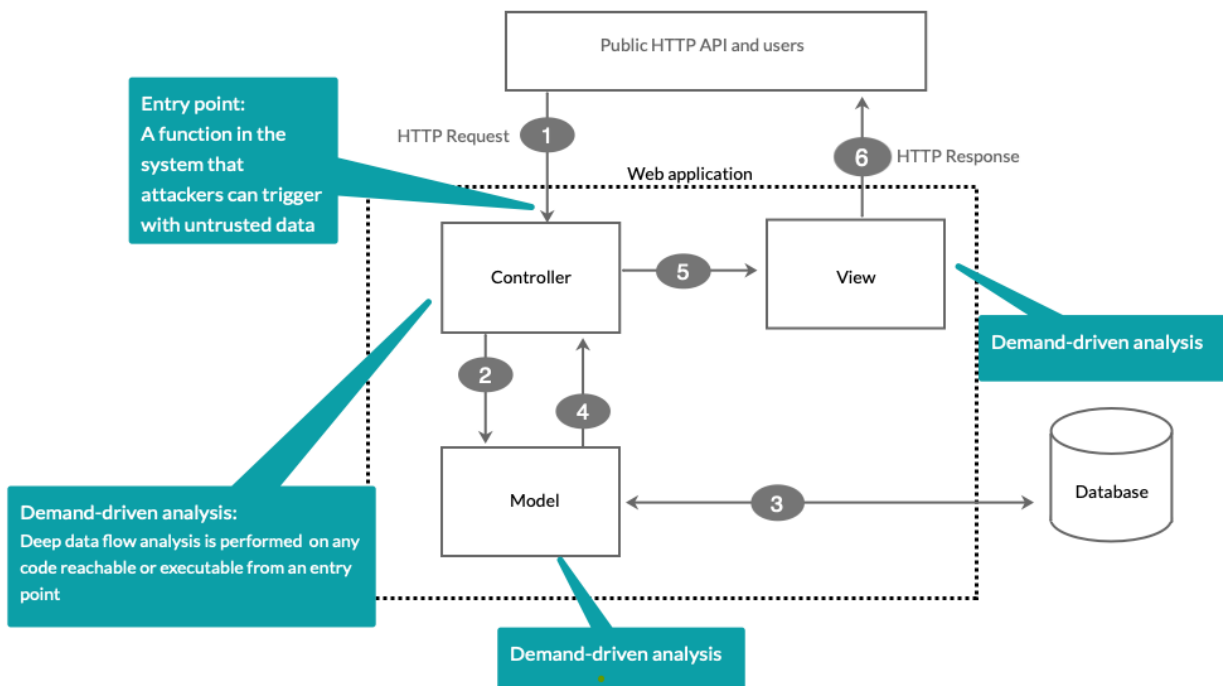 Public HTTP API and users
Entry point:
A function in the
system that
attackers can trigger
with untrusted data
HTTP Request
1
6
HTTP Response
Web application
Controller
5
View
Demand-driven analysis
2
4
Model
3
Database
Demand-driven analysis:
Deep data flow analysis is performed on any
code reachable or executable from an entry
point
Demand-driven analysis